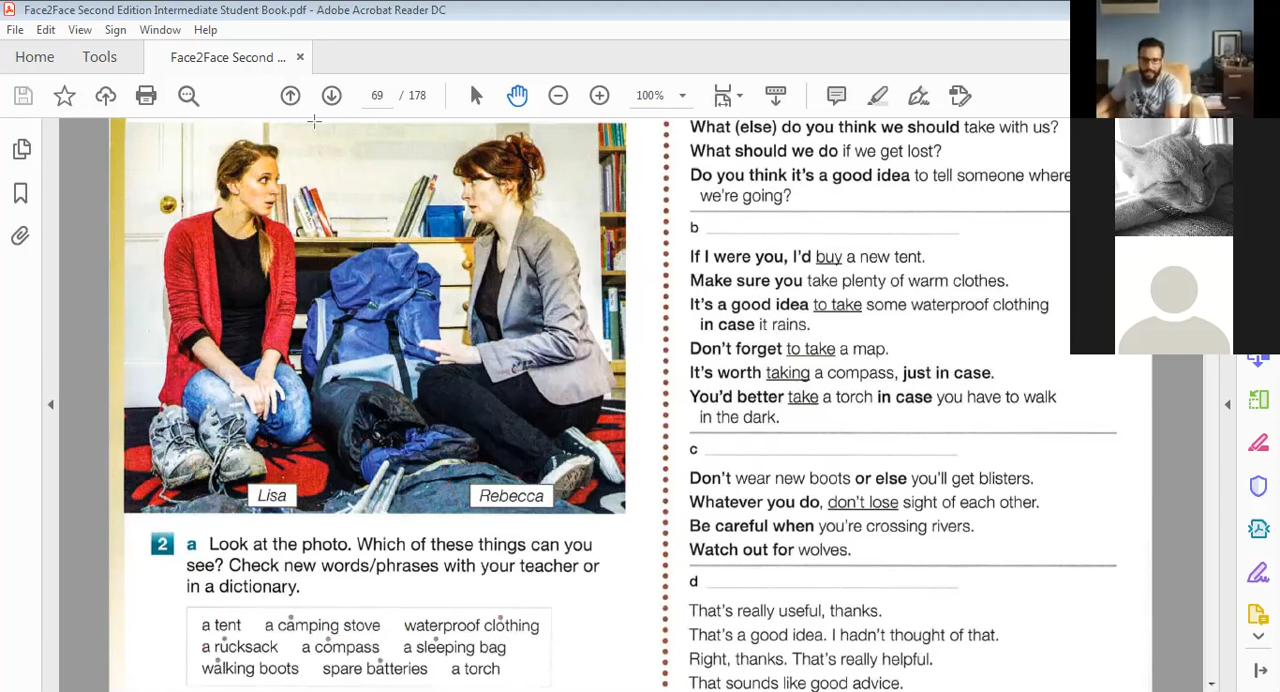 Face2Face Second Edition Intermediate Student Book.pdf - Adobe Acrobat Reader DC
File Edit View Sign Window Help
Home Tools Face2Face Second ... ×
69 / 178 100%
Lisa
Rebecca
2 a Look at the photo. Which of these things can you
see? Check new words/phrases with your teacher or
in a dictionary.
a tent a camping stove waterproof clothing
a rucksack a compass a sleeping bag
walking boots spare batteries a torch
What (else) do you think we should take with us?
What should we do if we get lost?
Do you think it's a good idea to tell someone where
we're going?
b
If I were you, I'd buy a new tent.
Make sure you take plenty of warm clothes.
It's a good idea to take some waterproof clothing
in case it rains.
Don't forget to take a map.
It's worth taking a compass, just in case.
You'd better take a torch in case you have to walk
in the dark.
c
Don't wear new boots or else you'll get blisters.
Whatever you do, don't lose sight of each other.
Be careful when you're crossing rivers.
Watch out for wolves.
d
That's really useful, thanks.
That's a good idea. I hadn't thought of that.
Right, thanks. That's really helpful.
That sounds like good advice.